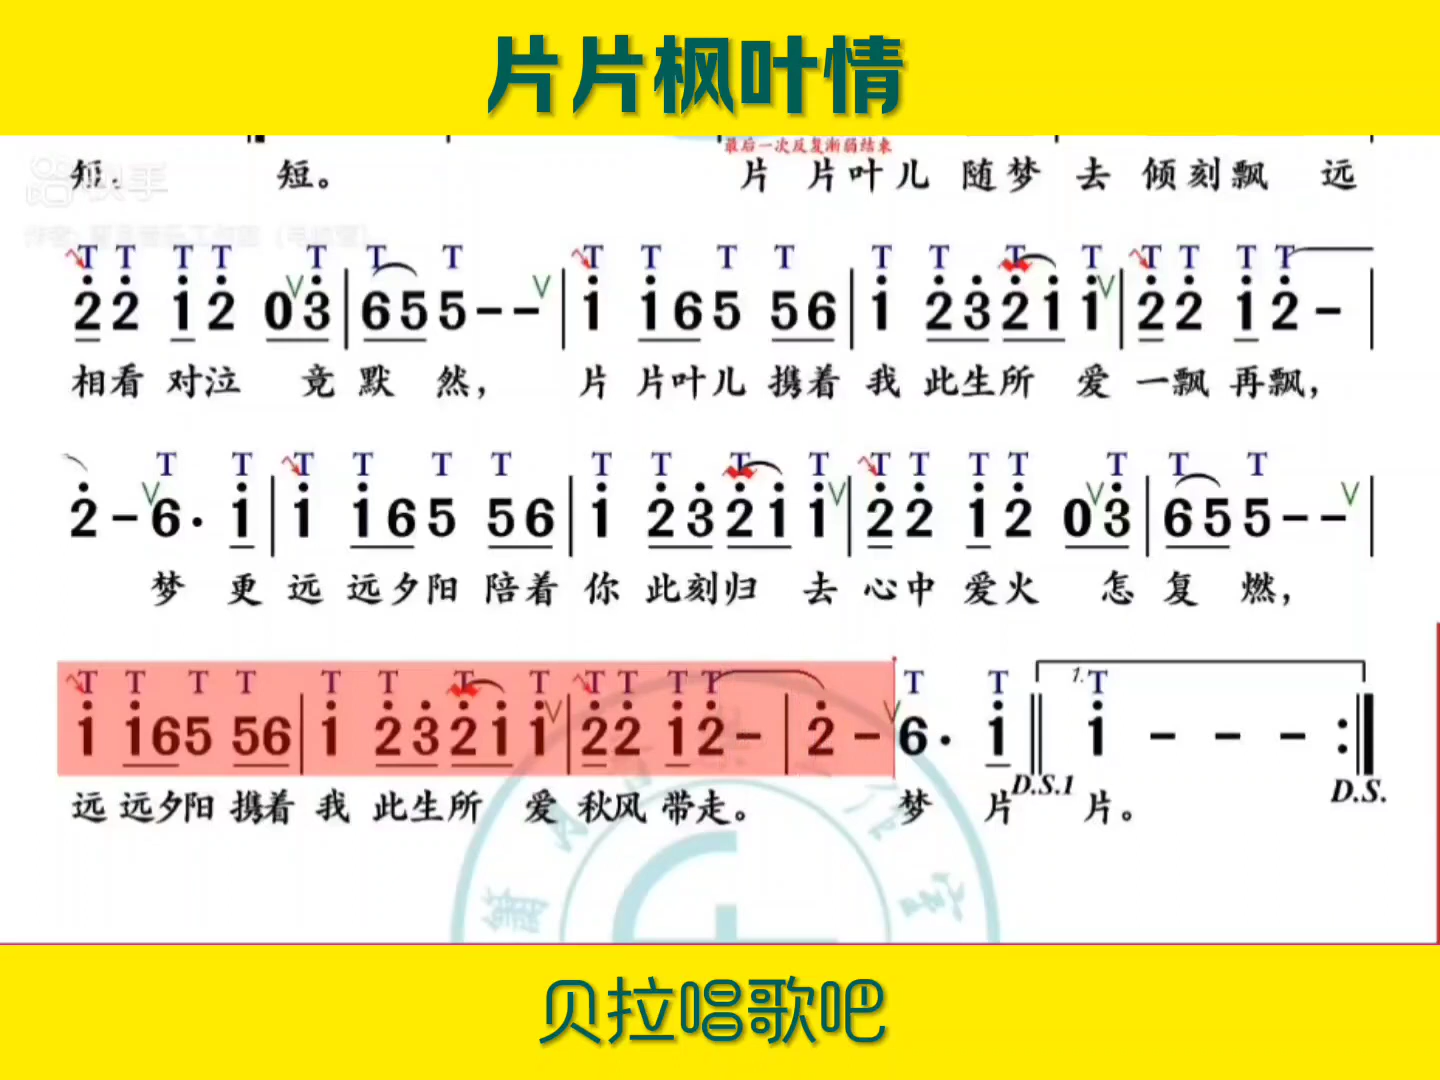 片片枫叶情
最后一次反复渐弱结束
短。 短。 片 片叶儿 随梦 去 倾刻飘 远
快手
T T T T T T T T T T T T T T T T T T T
2 2 1 2 0 3 | 6 5 5 - - | 1 1 6 5 5 6 | 1 2 3 2 1 1 | 2 2 1 2 - |
相看 对泣 竟 默 然, 片 片叶儿 携着 我 此生所 爱 一飘 再飘,
T T T T T T T T T T T T T T T T T
2 - 6. 1 | 1 1 6 5 5 6 | 1 2 3 2 1 1 | 2 2 1 2 0 3 | 6 5 5 - - |
梦 更 远 远夕阳 陪着 你 此刻归 去 心中 爱火 怎 复 燃,
T T T T T T T T T T T T T T 1. T
1 1 6 5 5 6 | 1 2 3 2 1 1 | 2 2 1 2 - | 2 - 6. 1 || 1 - - - :||
D.S.1 D.S.
远 远夕阳 携着 我 此生所 爱 秋风 带走。 梦 片 片。
贝拉唱歌吧